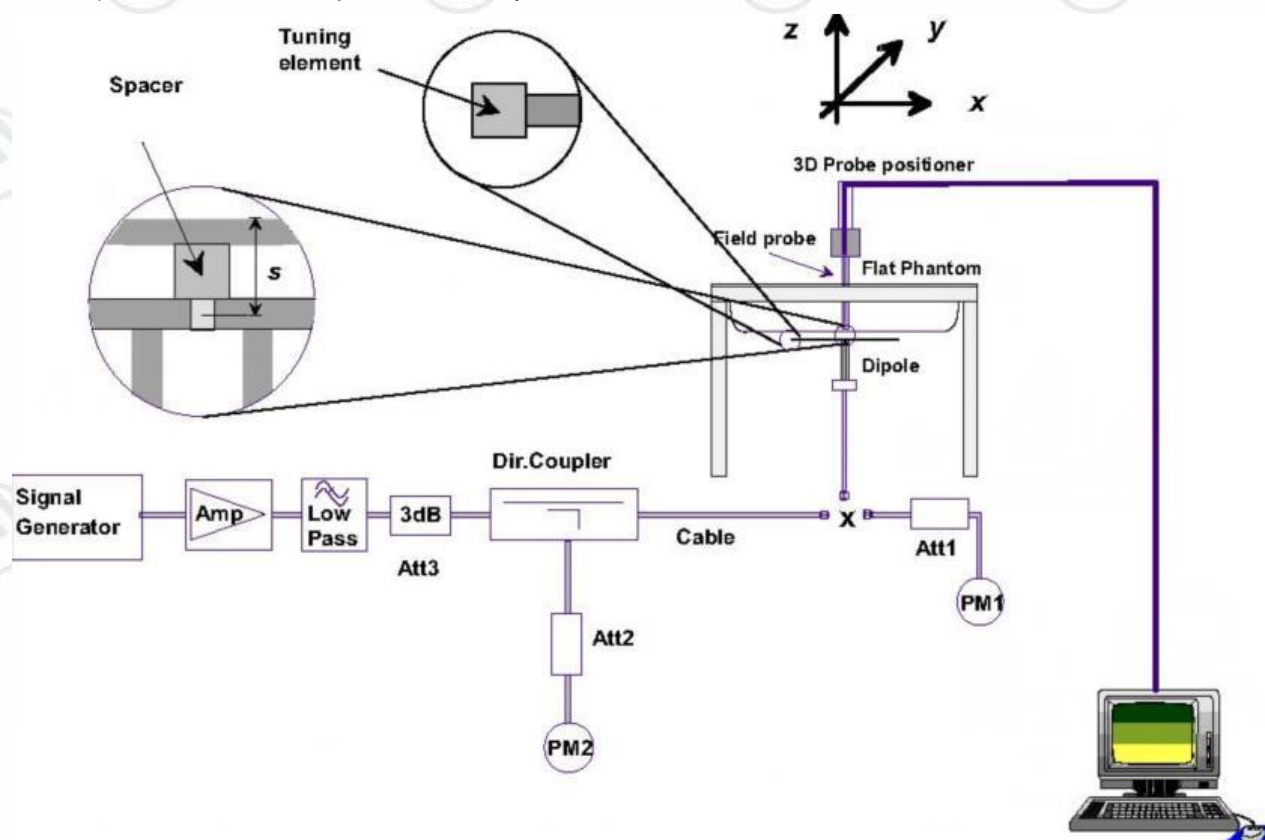 Tuning
element
Spacer
z
y
x
3D Probe positioner
Field probe
Flat Phantom
s
Dipole
Dir.Coupler
Signal
Generator
Amp
Low
Pass
3dB
Att3
Cable
X
Att1
PM1
Att2
PM2